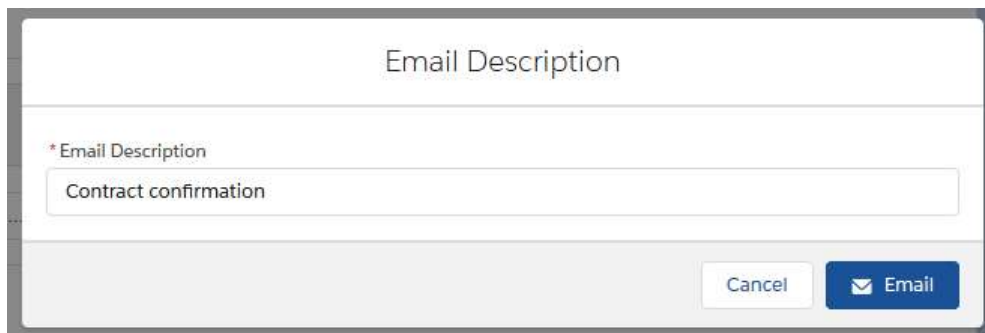 Email Description
*Email Description
Contract confirmation
Cancel
Email